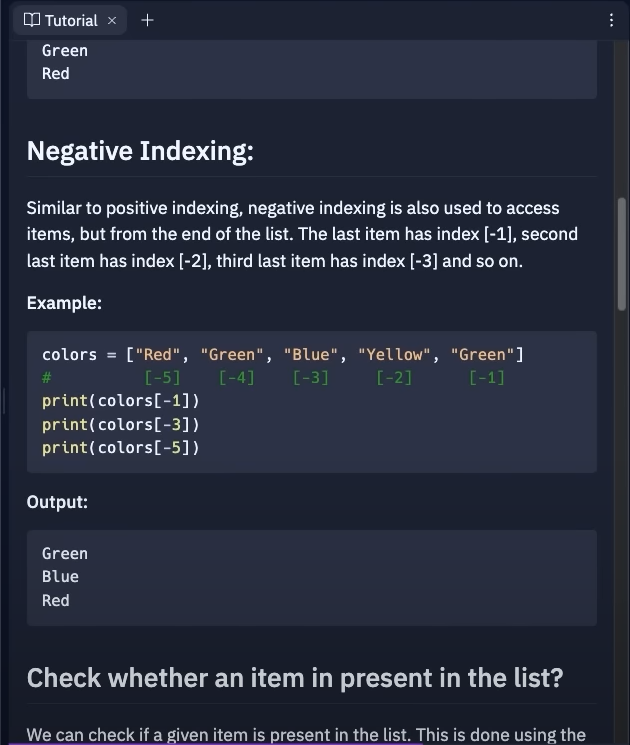 Tutorial
Green
Red
Negative Indexing:
Similar to positive indexing, negative indexing is also used to access
items, but from the end of the list. The last item has index [-1], second
last item has index [-2], third last item has index [-3] and so on.
Example:
colors = ["Red", "Green", "Blue", "Yellow", "Green"]
#          [-5]    [-4]    [-3]     [-2]      [-1]
print(colors[-1])
print(colors[-3])
print(colors[-5])
Output:
Green
Blue
Red
Check whether an item in present in the list?
We can check if a given item is present in the list. This is done using the